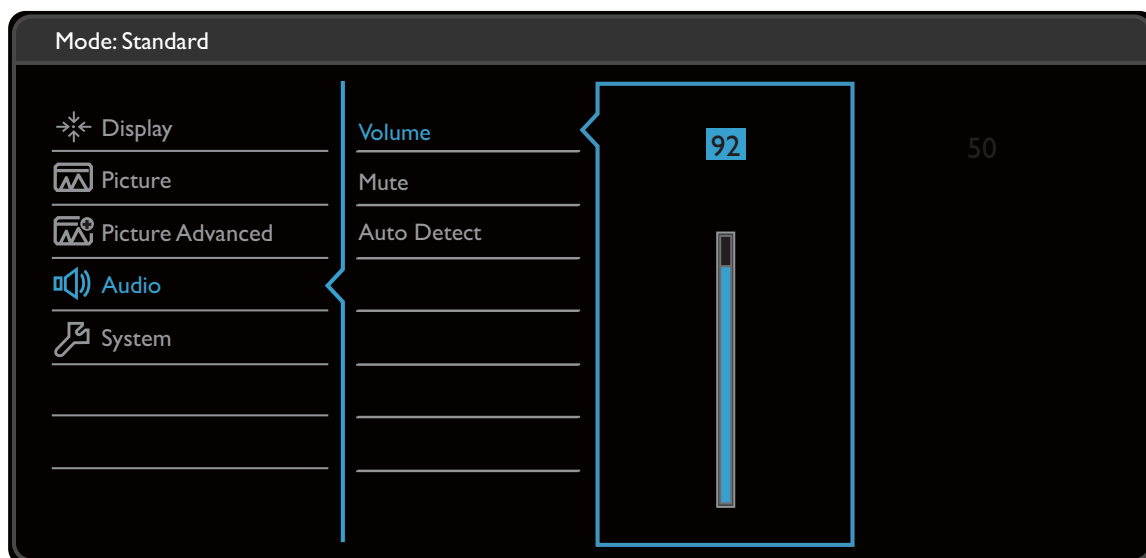 Mode: Standard
Display
Picture
Picture Advanced
Audio
System
Volume
Mute
Auto Detect
92
50